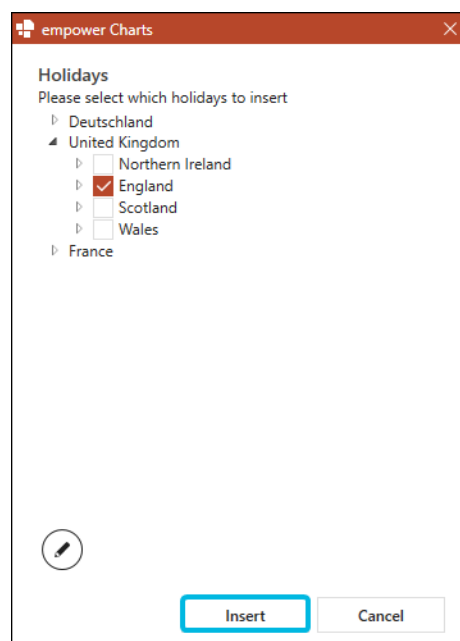 empower Charts
Holidays
Please select which holidays to insert
Deutschland
United Kingdom
Northern Ireland
England
Scotland
Wales
France
Insert Cancel